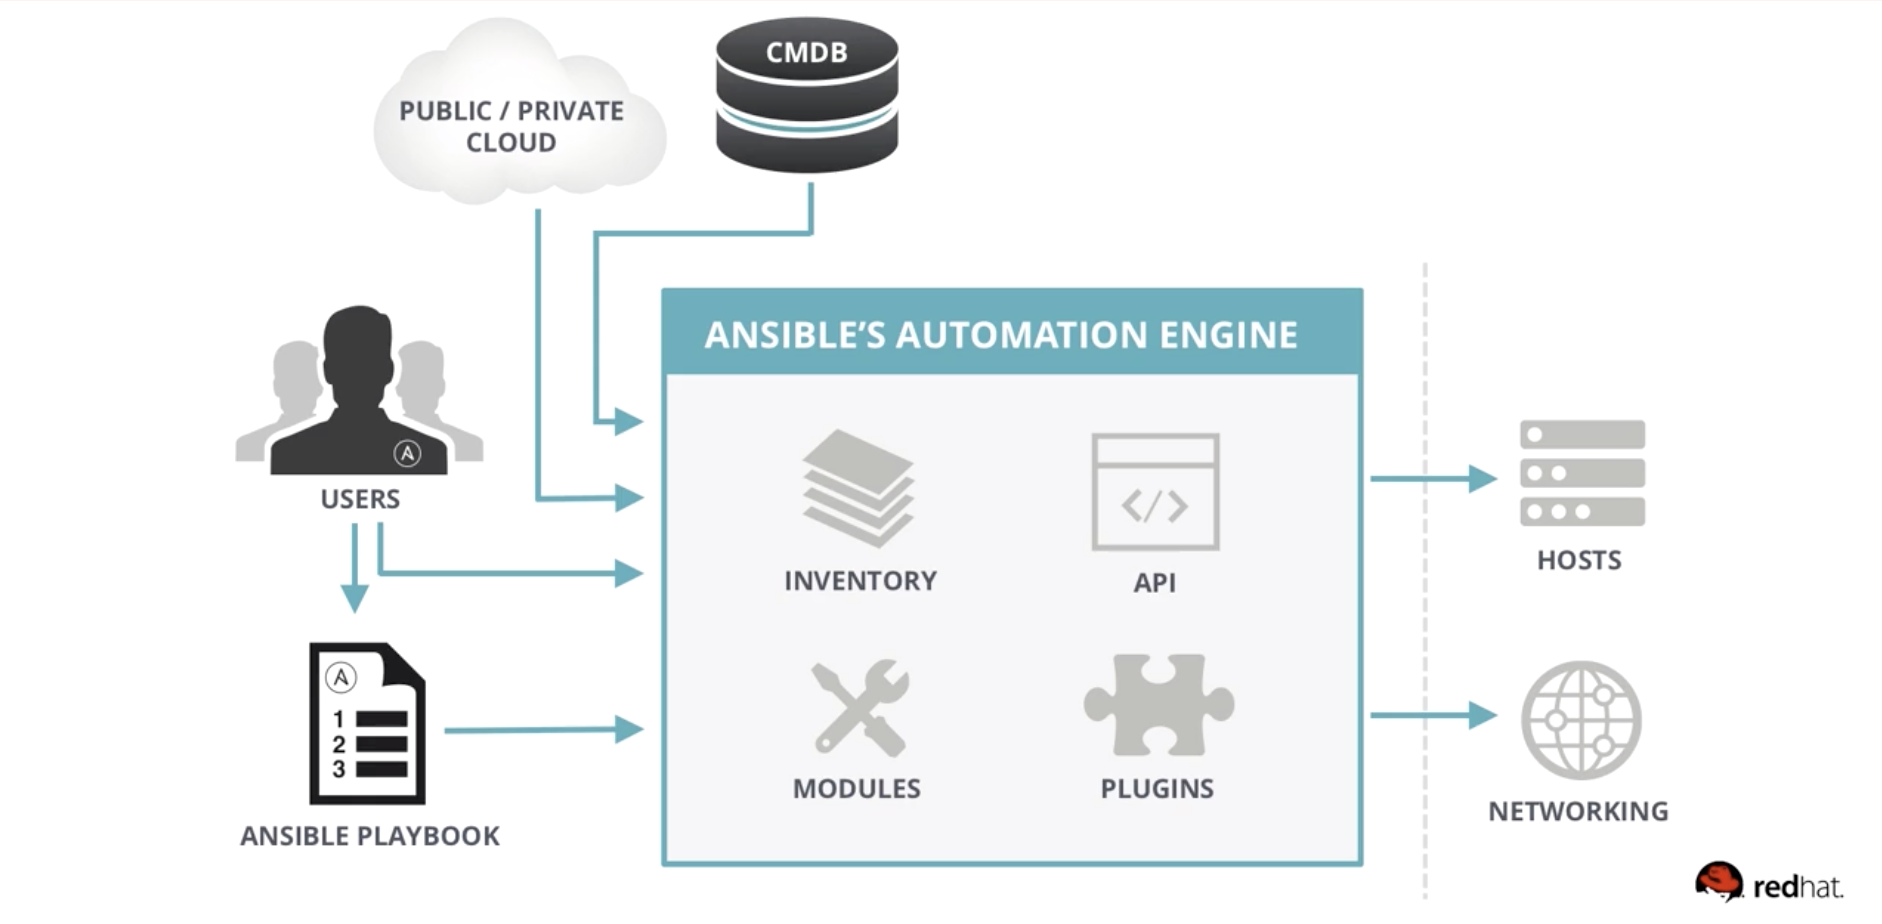 PUBLIC / PRIVATE
CLOUD
CMDB
ANSIBLE’S AUTOMATION ENGINE
A
USERS
INVENTORY
</>
API
HOSTS
A
1
2
3
ANSIBLE PLAYBOOK
MODULES
PLUGINS
NETWORKING
redhat.